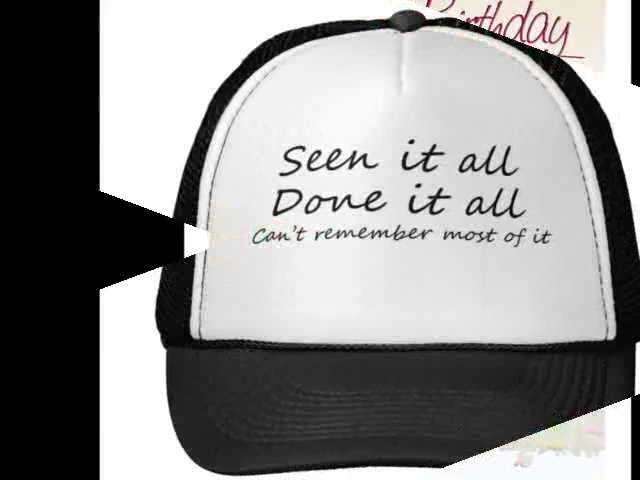 Birthday
Seen it all
Done it all
Can't remember most of it